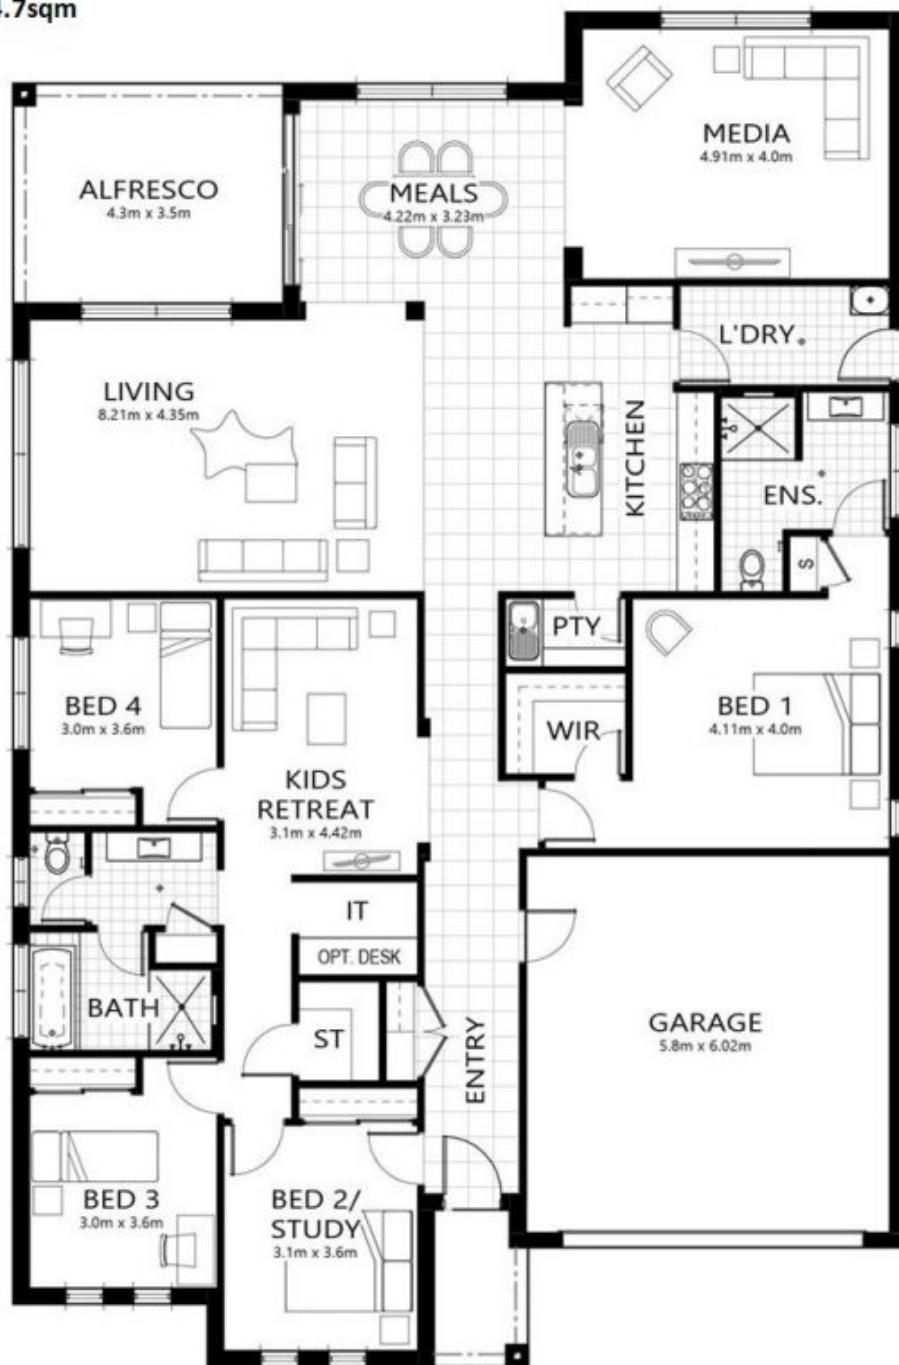 .7sqm
MEDIA
4.91m x 4.0m
ALFRESCO
4.3m x 3.5m
MEALS
4.22m x 3.23m
L'DRY.
LIVING
8.21m x 4.35m
KITCHEN
ENS.
S
PTY
BED 4
3.0m x 3.6m
BED 1
4.11m x 4.0m
WIR
KIDS
RETREAT
3.1m x 4.42m
IT
OPT. DESK
BATH
GARAGE
5.8m x 6.02m
ST
ENTRY
BED 3
3.0m x 3.6m
BED 2/
STUDY
3.1m x 3.6m